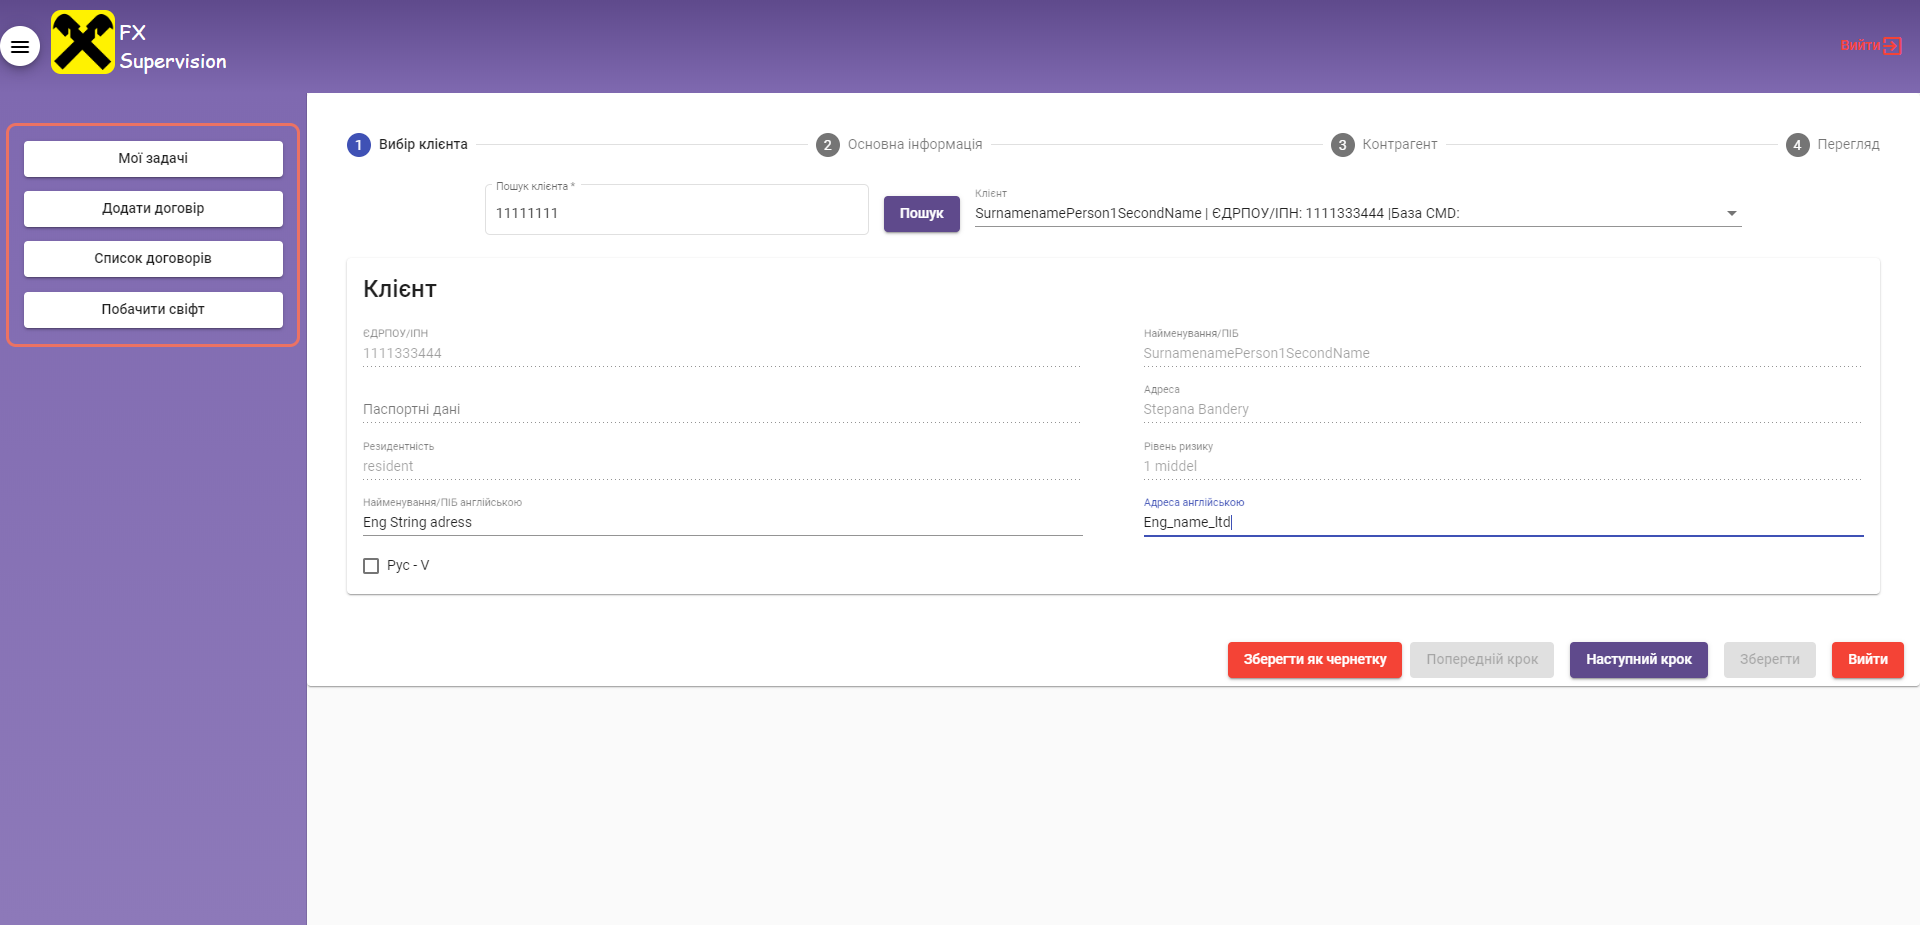 FX
Supervision
Вийти
Мої задачі
Додати договір
Список договорів
Побачити свіфт
1 Вибір клієнта
2 Основна інформація
3 Контрагент
4 Перегляд
Пошук клієнта *
11111111
Пошук
Клієнт
SurnamenamePerson1SecondName | ЄДРПОУ/ІПН: 1111333444 |База CMD:
Клієнт
ЄДРПОУ/ІПН
1111333444
Найменування/ПІБ
SurnamenamePerson1SecondName
Паспортні дані
Адреса
Stepana Bandery
Резидентність
resident
Рівень ризику
1 middel
Найменування/ПІБ англійською
Eng String adress
Адреса англійською
Eng_name_ltd
Рус - V
Зберегти як чернетку
Попередній крок
Наступний крок
Зберегти
Вийти